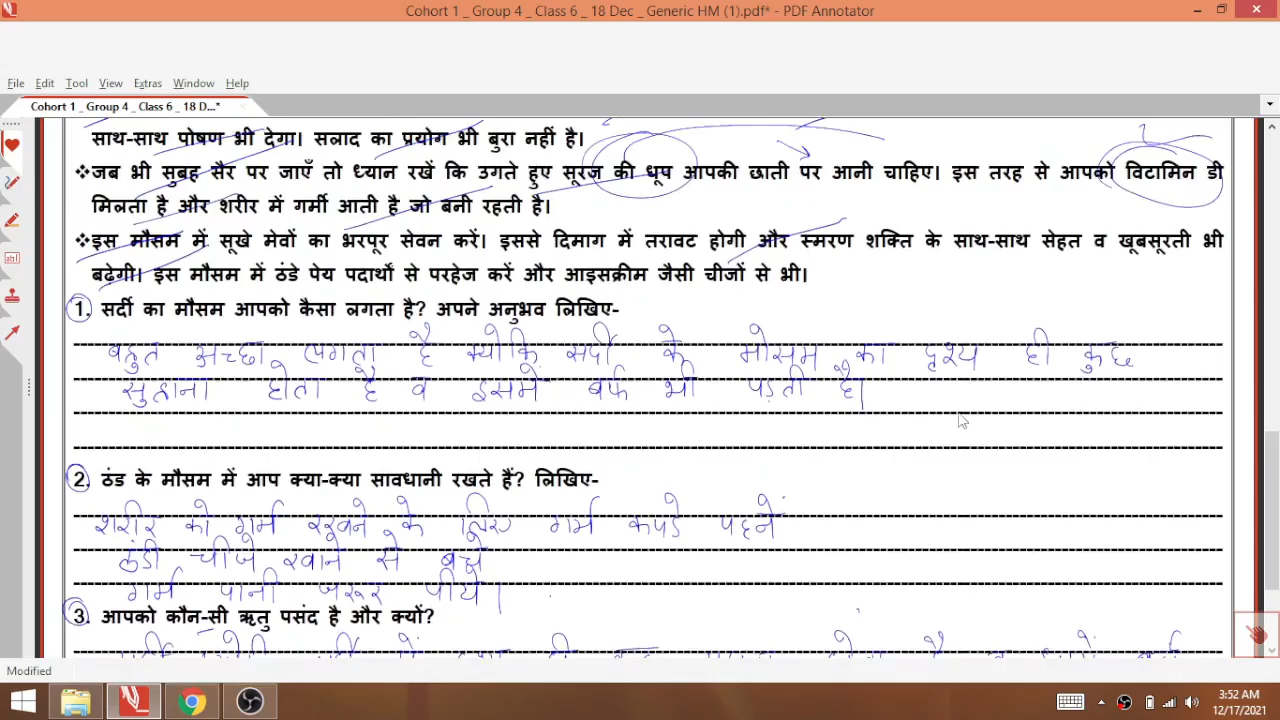 Cohort 1 _ Group 4 _ Class 6 _ 18 Dec _ Generic HM (1).pdf* - PDF Annotator
File Edit Tool View Extras Window Help
Cohort 1 _ Group 4 _ Class 6 _ 18 D...*
साथ-साथ पोषण भी देगा। सलाद का प्रयोग भी बुरा नहीं है।
❖जब भी सुबह सैर पर जाएँ तो ध्यान रखें कि उगते हुए सूरज की धूप आपकी छाती पर आनी चाहिए। इस तरह से आपको विटामिन डी
मिलता है और शरीर में गर्मी आती है जो बनी रहती है।
❖इस मौसम में सूखे मेवों का भरपूर सेवन करें। इससे दिमाग में तरावट होगी और स्मरण शक्ति के साथ-साथ सेहत व खूबसूरती भी
बढ़ेगी। इस मौसम में ठंडे पेय पदार्थों से परहेज करें और आइसक्रीम जैसी चीजों से भी।
1. सर्दी का मौसम आपको कैसा लगता है? अपने अनुभव लिखिए-
बहुत अच्छा लगता है क्योंकि सर्दी के मोसम का दृश्य ही कुछ
सुहाना होता है व इसमे बर्फ भी पड़ती है।
2. ठंड के मौसम में आप क्या-क्या सावधानी रखते हैं? लिखिए-
शरीर को गर्म रखने के लिए गर्म कपडे पहनें
ठंडी चीजे खाने से बचे
गर्म पानी जरूर पीये।
3. आपको कौन-सी ऋतु पसंद है और क्यों?
Modified
3:52 AM
12/17/2021